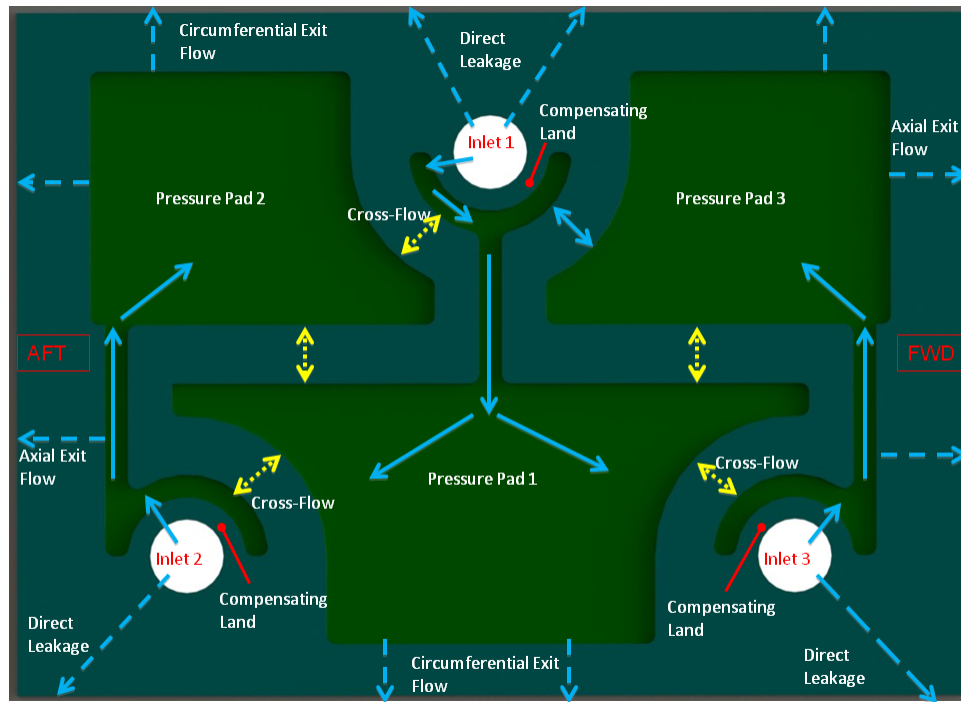 Circumferential Exit
Flow
Direct
Leakage
Compensating
Land
Inlet 1
Axial Exit
Flow
Pressure Pad 2
Pressure Pad 3
Cross-Flow
AFT
FWD
Axial Exit
Flow
Cross-Flow
Pressure Pad 1
Cross-Flow
Inlet 2
Inlet 3
Compensating
Land
Compensating
Land
Direct
Leakage
Circumferential Exit
Flow
Direct
Leakage